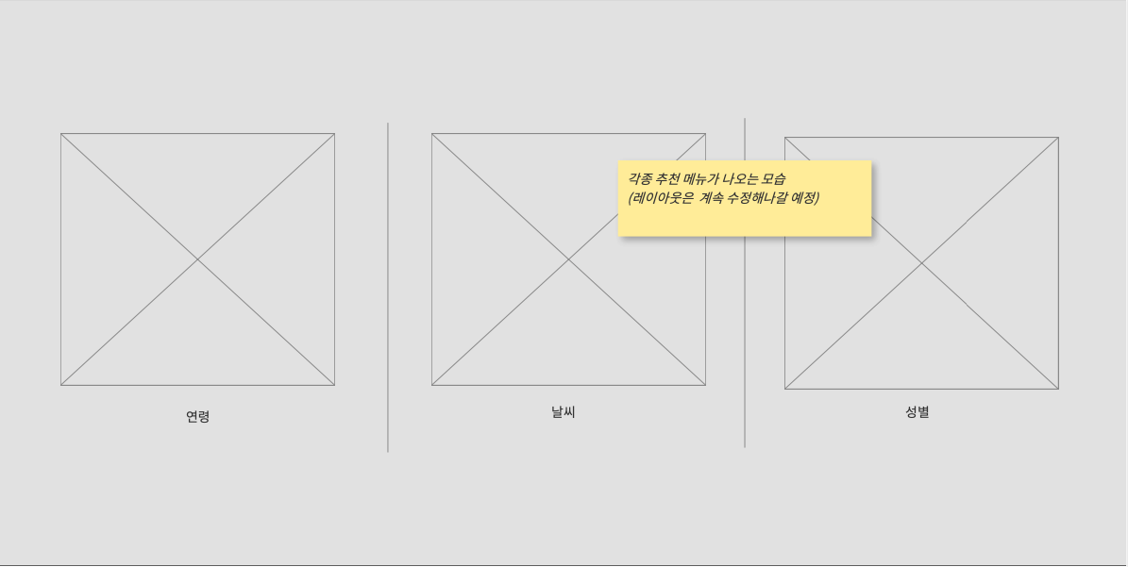 각종 추천 메뉴가 나오는 모습
(레이아웃은 계속 수정해나갈 예정)
연령
날씨
성별